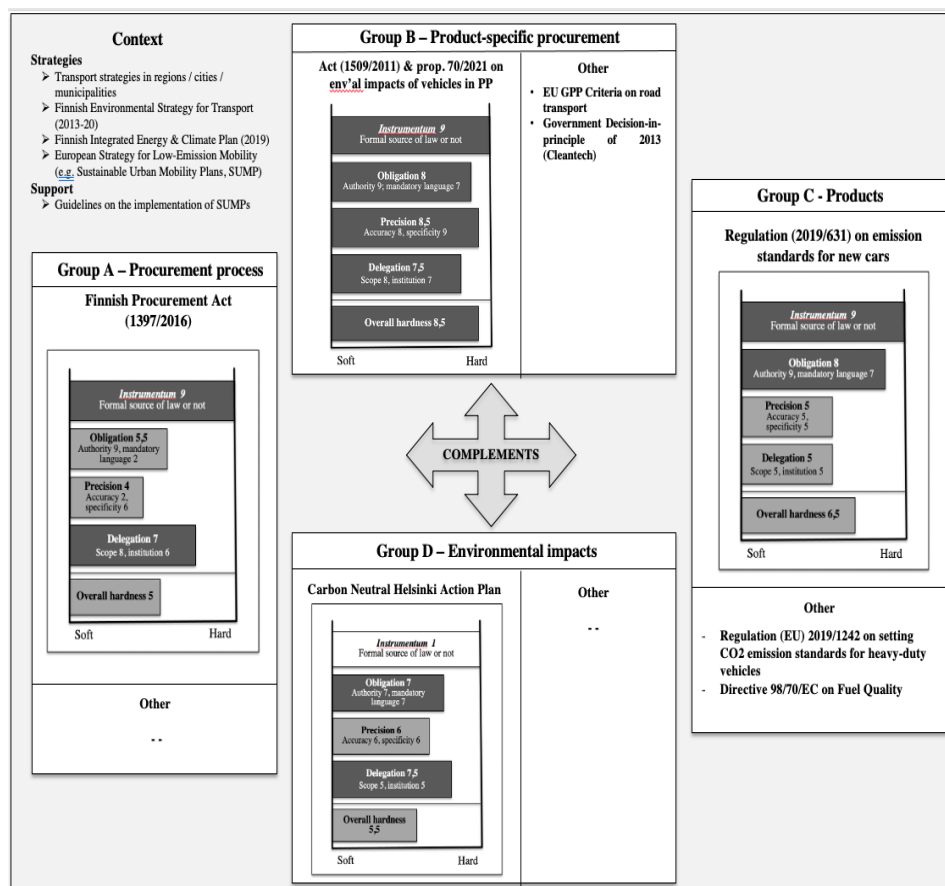 Context
Strategies
➢ Transport strategies in regions / cities /
municipalities
➢ Finnish Environmental Strategy for Transport
(2013-20)
➢ Finnish Integrated Energy & Climate Plan (2019)
➢ European Strategy for Low-Emission Mobility
(e.g. Sustainable Urban Mobility Plans, SUMP)
Support
➢ Guidelines on the implementation of SUMPs
Group B – Product-specific procurement
Act (1509/2011) & prop. 70/2021 on
env’al impacts of vehicles in PP
Instrumentum 9
Formal source of law or not
Obligation 8
Authority 9; mandatory language 7
Precision 8,5
Accuracy 8, specificity 9
Delegation 7,5
Scope 8, institution 7
Overall hardness 8,5
Soft Hard
Other
• EU GPP Criteria on road
transport
• Government Decision-in-
principle of 2013
(Cleantech)
Group A – Procurement process
Finnish Procurement Act
(1397/2016)
Instrumentum 9
Formal source of law or not
Obligation 5,5
Authority 9, mandatory
language 2
Precision 4
Accuracy 2,
specificity 6
Delegation 7
Scope 8, institution 6
Overall hardness 5
Soft Hard
Other
- -
COMPLEMENTS
Group C - Products
Regulation (2019/631) on emission
standards for new cars
Instrumentum 9
Formal source of law or not
Obligation 8
Authority 9, mandatory language 7
Precision 5
Accuracy 5,
specificity 5
Delegation 5
Scope 5, institution 5
Overall hardness 6,5
Soft Hard
Other
- Regulation (EU) 2019/1242 on setting
CO2 emission standards for heavy-duty
vehicles
- Directive 98/70/EC on Fuel Quality
Group D – Environmental impacts
Carbon Neutral Helsinki Action Plan
Instrumentum 1
Formal source of law or not
Obligation 7
Authority 7, mandatory
language 7
Precision 6
Accuracy 6, specificity 6
Delegation 7,5
Scope 5, institution 5
Overall hardness
5,5
Soft Hard
Other
- -